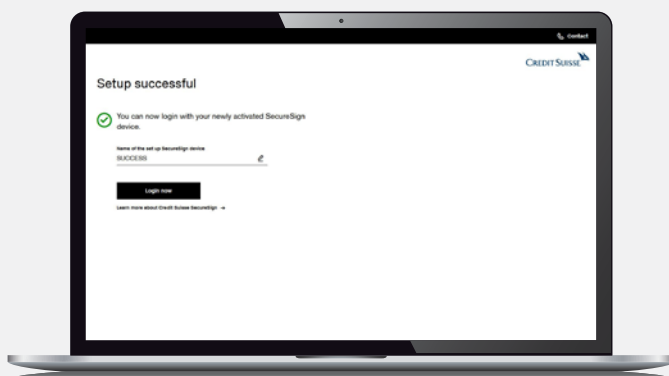 Contact
CREDIT SUISSE
Setup successful
You can now login with your newly activated SecureSign
device.
Name of the set up SecureSign device
SUCCESS
Login now
Learn more about Credit Suisse SecureSign →